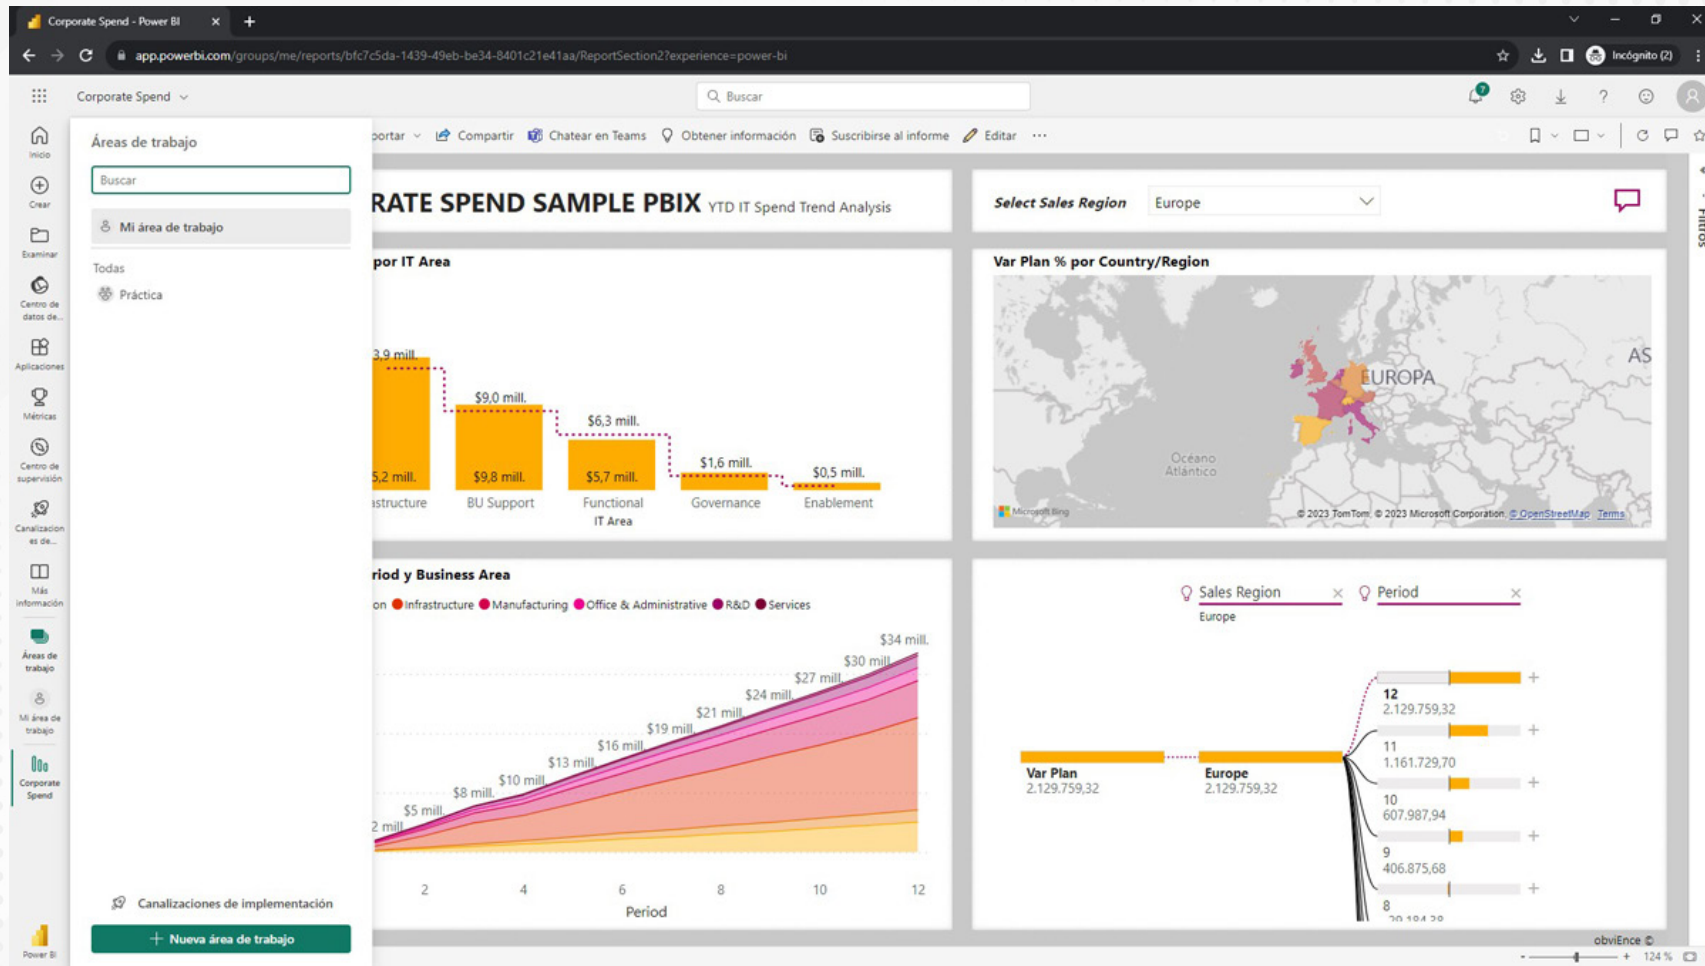 Corporate Spend - Power BI
app.powerbi.com/groups/me/reports/bfc7c5da-1439-49eb-be34-8401c21e41aa/ReportSection2?experience=power-bi
Incógnito (2)
Corporate Spend
Buscar
7
Inicio
Crear
Examinar
Centro de
datos de...
Aplicaciones
Métricas
Centro de
supervisión
Canalizacion
es de...
Más
información
Áreas de
trabajo
Mi área de
trabajo
Corporate
Spend
Power BI
Áreas de trabajo
Buscar
Mi área de trabajo
Todas
Práctica
Canalizaciones de implementación
+ Nueva área de trabajo
portar
Compartir
Chatear en Teams
Obtener información
Suscribirse al informe
Editar
Filtros
RATE SPEND SAMPLE PBIX YTD IT Spend Trend Analysis
Select Sales Region
Europe
por IT Area
3,9 mill.
$9,0 mill.
$6,3 mill.
$1,6 mill.
$0,5 mill.
5,2 mill.
$9,8 mill.
$5,7 mill.
astructure
BU Support
Functional
Governance
Enablement
IT Area
Var Plan % por Country/Region
AS
EUROPA
Océano
Atlántico
Microsoft Bing
© 2023 TomTom, © 2023 Microsoft Corporation, © OpenStreetMap Terms
riod y Business Area
on Infrastructure Manufacturing Office & Administrative R&D Services
$34 mill.
$30 mill.
$27 mill.
$24 mill.
$21 mill.
$19 mill.
$16 mill.
$13 mill.
$10 mill.
$8 mill.
$5 mill.
2 mill.
2 4 6 8 10 12
Period
Sales Region
Europe
Period
Var Plan
2.129.759,32
Europe
2.129.759,32
12
2.129.759,32
11
1.161.729,70
10
607.987,94
9
406.875,68
8
obviEnce ©
124 %